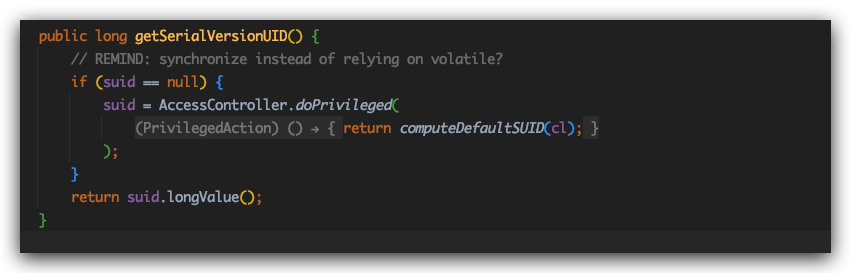 public long getSerialVersionUID() {
// REMIND: synchronize instead of relying on volatile?
if (suid == null) {
suid = AccessController.doPrivileged(
(PrivilegedAction) () → { return computeDefaultSUID(cl); }
);
}
return suid.longValue();
}